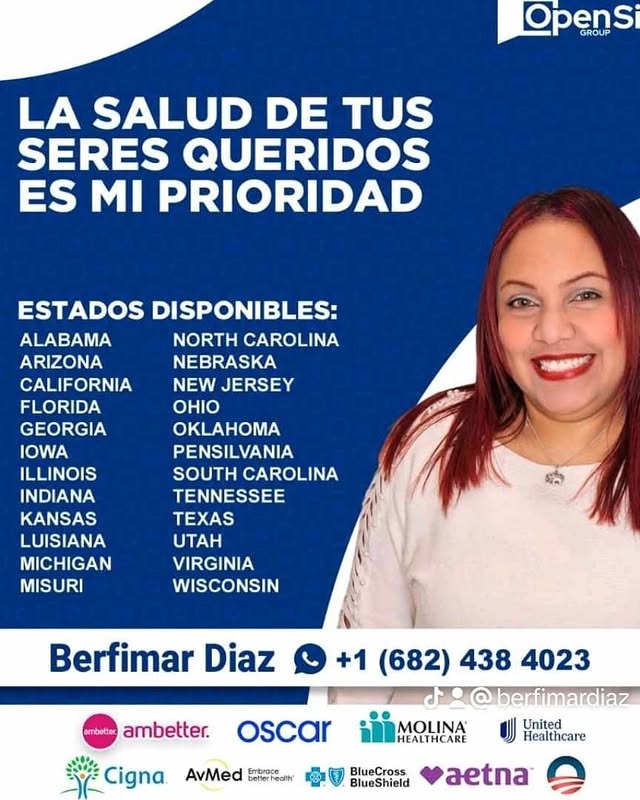 OpenSi
GROUP
LA SALUD DE TUS
SERES QUERIDOS
ES MI PRIORIDAD
ESTADOS DISPONIBLES:
ALABAMA
ARIZONA
CALIFORNIA
FLORIDA
GEORGIA
IOWA
ILLINOIS
INDIANA
KANSAS
LUISIANA
MICHIGAN
MISURI
NORTH CAROLINA
NEBRASKA
NEW JERSEY
OHIO
OKLAHOMA
PENSILVANIA
SOUTH CAROLINA
TENNESSEE
TEXAS
UTAH
VIRGINIA
WISCONSIN
Berfimar Diaz +1 (682) 438 4023
@berfimardiaz
ambetter. ambetter.
oscar
MOLINA
HEALTHCARE
United
Healthcare
Cigna
AvMed
Embrace
better health
BlueCross
BlueShield
aetna